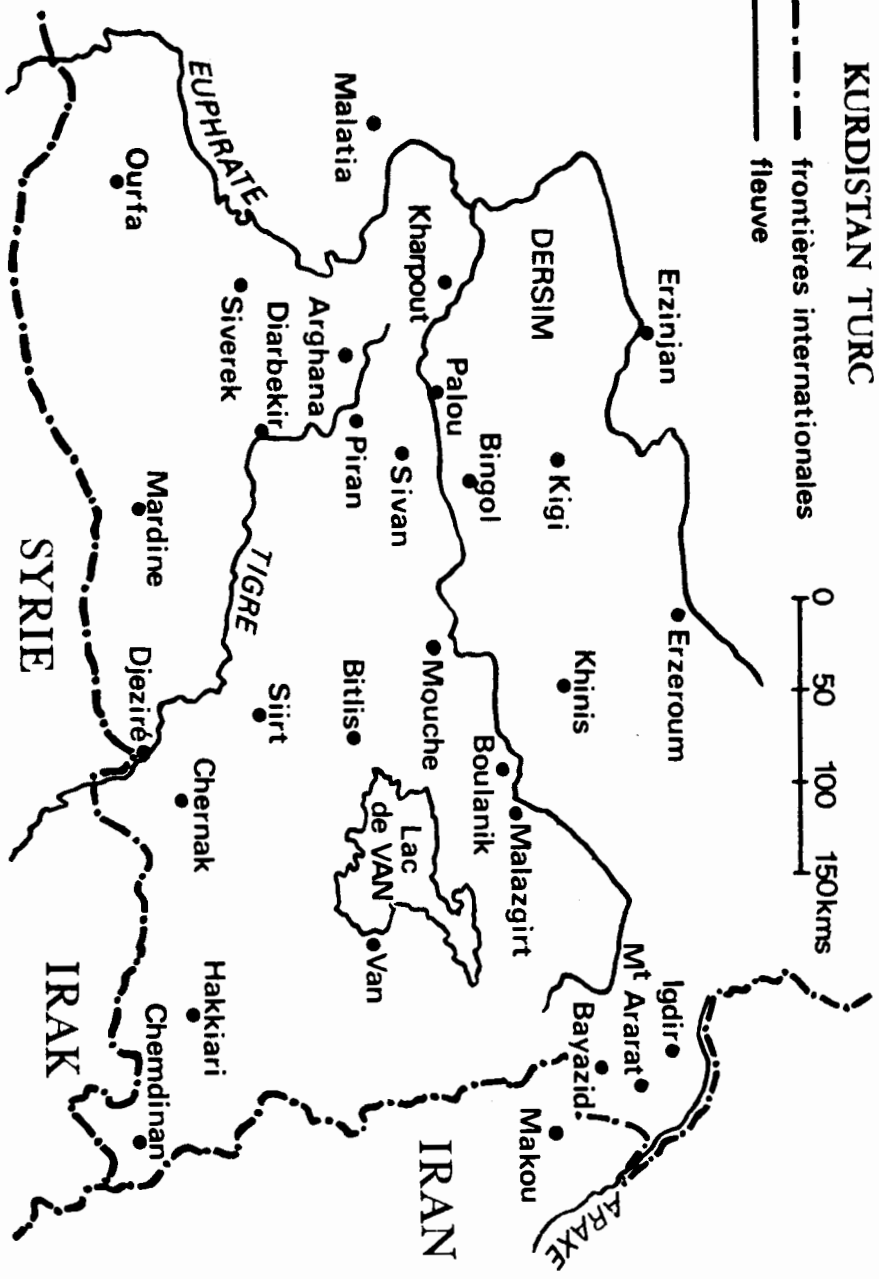 KURDISTAN TURC
frontières internationales
fleuve
0 50 100 150kms
Erzinjan
Erzeroum
Igdir
Mt Ararat
Bayazid
Makou
ARAXE
DERSIM
Kigi
Khinis
Malazgirt
Boulanik
Kharpout
Palou
Bingol
Mouche
Malatia
Sivan
Piran
Arghana
Diarbekir
Bitlis
Lac
de VAN
Van
IRAN
EUPHRATE
Siverek
TIGRE
Siirt
Hakkiari
Chernak
Ourfa
Mardine
Djeziré
Chemdinan
SYRIE
IRAK